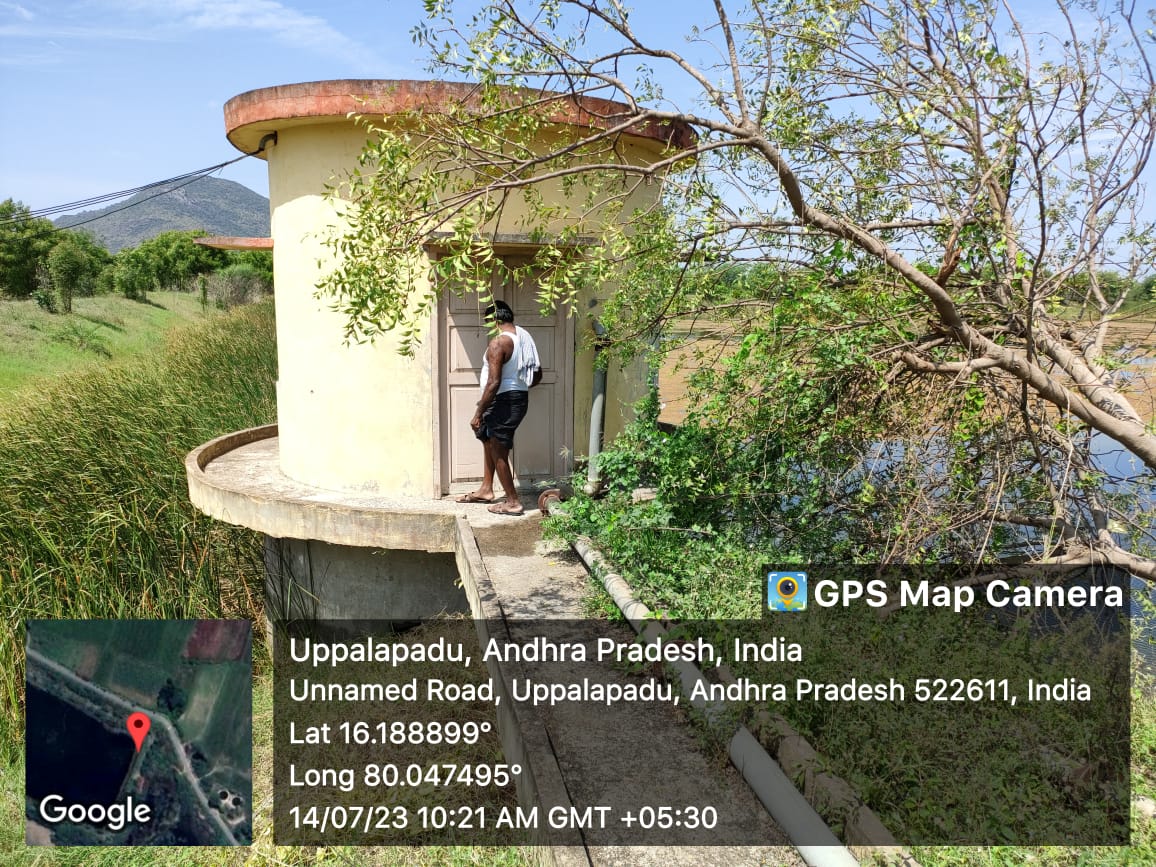 GPS Map Camera
Uppalapadu, Andhra Pradesh, India
Unnamed Road, Uppalapadu, Andhra Pradesh 522611, India
Lat 16.188899°
Long 80.047495°
14/07/23 10:21 AM GMT +05:30
Google